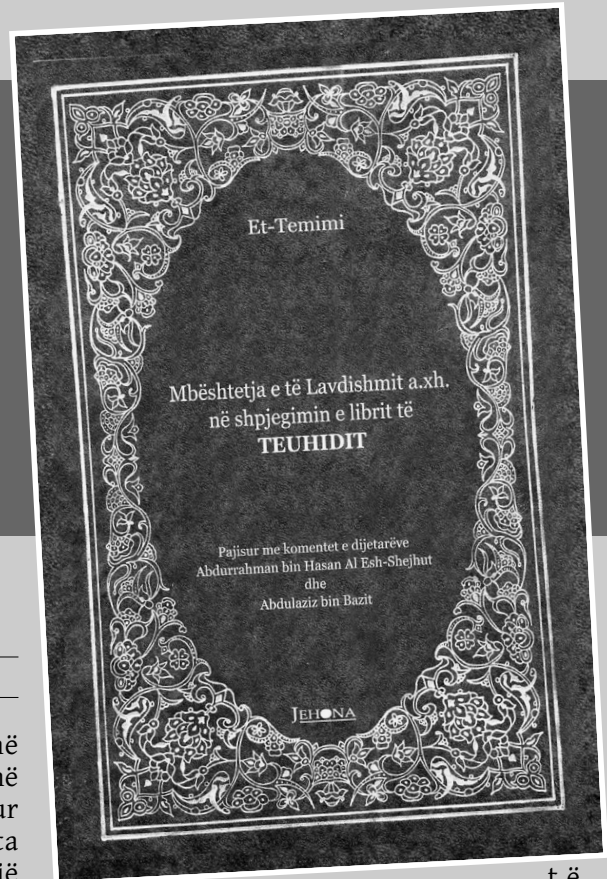 Et-Temimi
Mbështetja e të Lavdishmit a.xh.
në shpjegimin e librit të
TEUHIDIT
Pajisur me komentet e dijetarëve
Abdurrahman bin Hasan Al Esh-Shejhut
dhe
Abdulaziz bin Bazit
JEHONA